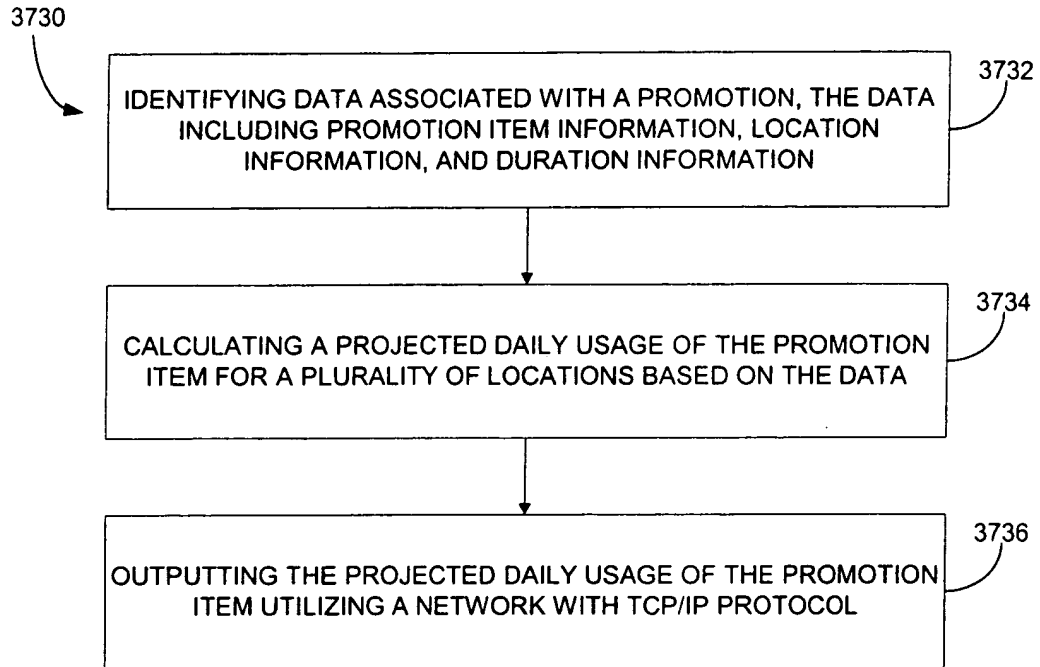 3730
3732
IDENTIFYING DATA ASSOCIATED WITH A PROMOTION, THE DATA
INCLUDING PROMOTION ITEM INFORMATION, LOCATION
INFORMATION, AND DURATION INFORMATION
3734
CALCULATING A PROJECTED DAILY USAGE OF THE PROMOTION
ITEM FOR A PLURALITY OF LOCATIONS BASED ON THE DATA
3736
OUTPUTTING THE PROJECTED DAILY USAGE OF THE PROMOTION
ITEM UTILIZING A NETWORK WITH TCP/IP PROTOCOL